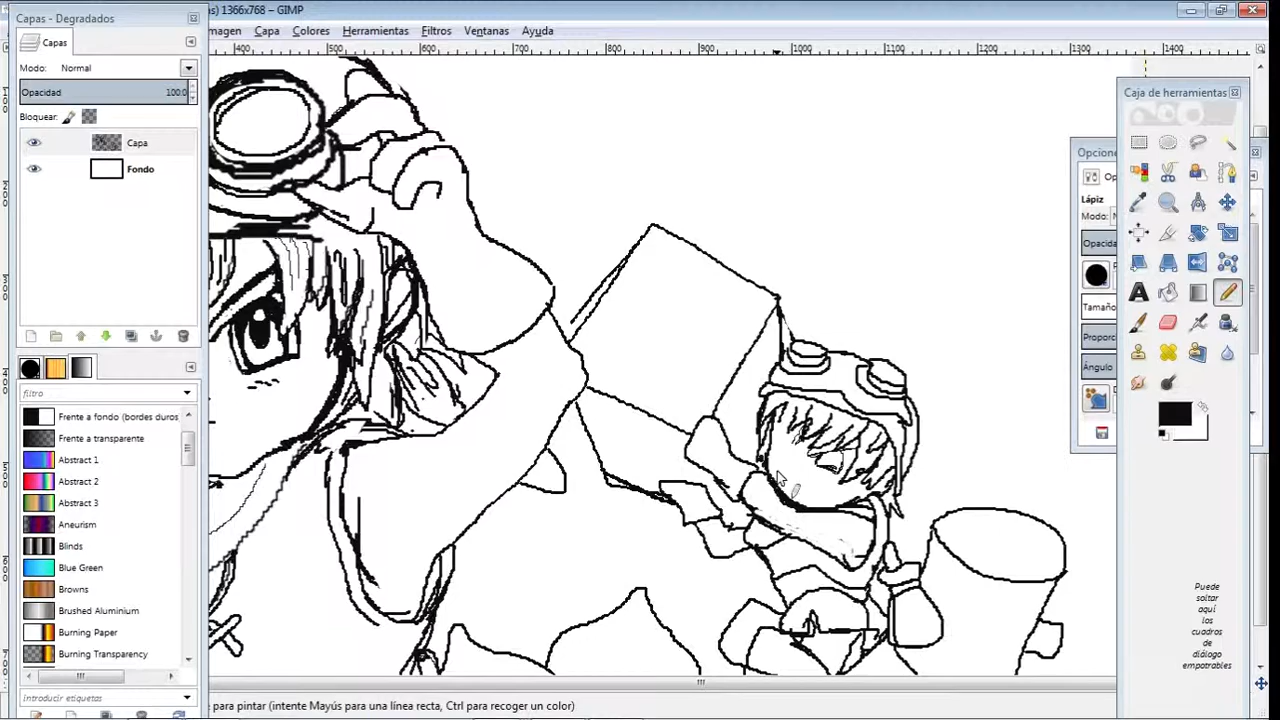 Capas - Degradados
s) 1366x768 – GIMP
Capas
magen Capa Colores Herramientas Filtros Ventanas Ayuda
400 500 600 700 800 900 1000 1100 1200 1300 1400
Modo: Normal
Opacidad 100.0
Bloquear:
Capa
Fondo
filtro
Frente a fondo (bordes duros
Frente a transparente
Abstract 1
Abstract 2
Abstract 3
Aneurism
Blinds
Blue Green
Browns
Brushed Aluminium
Burning Paper
Burning Transparency
introducir etiquetas
para pintar (intente Mayús para una línea recta, Ctrl para recoger un color)
Caja de herramientas
Opcione
Op
Lápiz
Modo:
Opacida
Tamaño
Proporc
Ángulo
Puede
soltar
aquí
los
cuadros
de
diálogo
empotrables